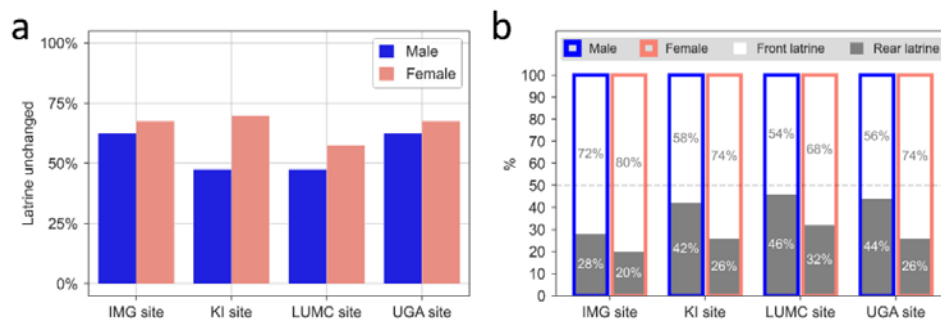 a
Latrine unchanged
100%
75%
50%
25%
0%
Male
Female
IMG site
KI site
LUMC site
UGA site
b
Male
Female
Front latrine
Rear latrine
%
100
90
80
70
60
50
40
30
20
10
0
72%
80%
58%
74%
54%
68%
56%
74%
28%
20%
42%
26%
46%
32%
44%
26%
IMG site
KI site
LUMC site
UGA site